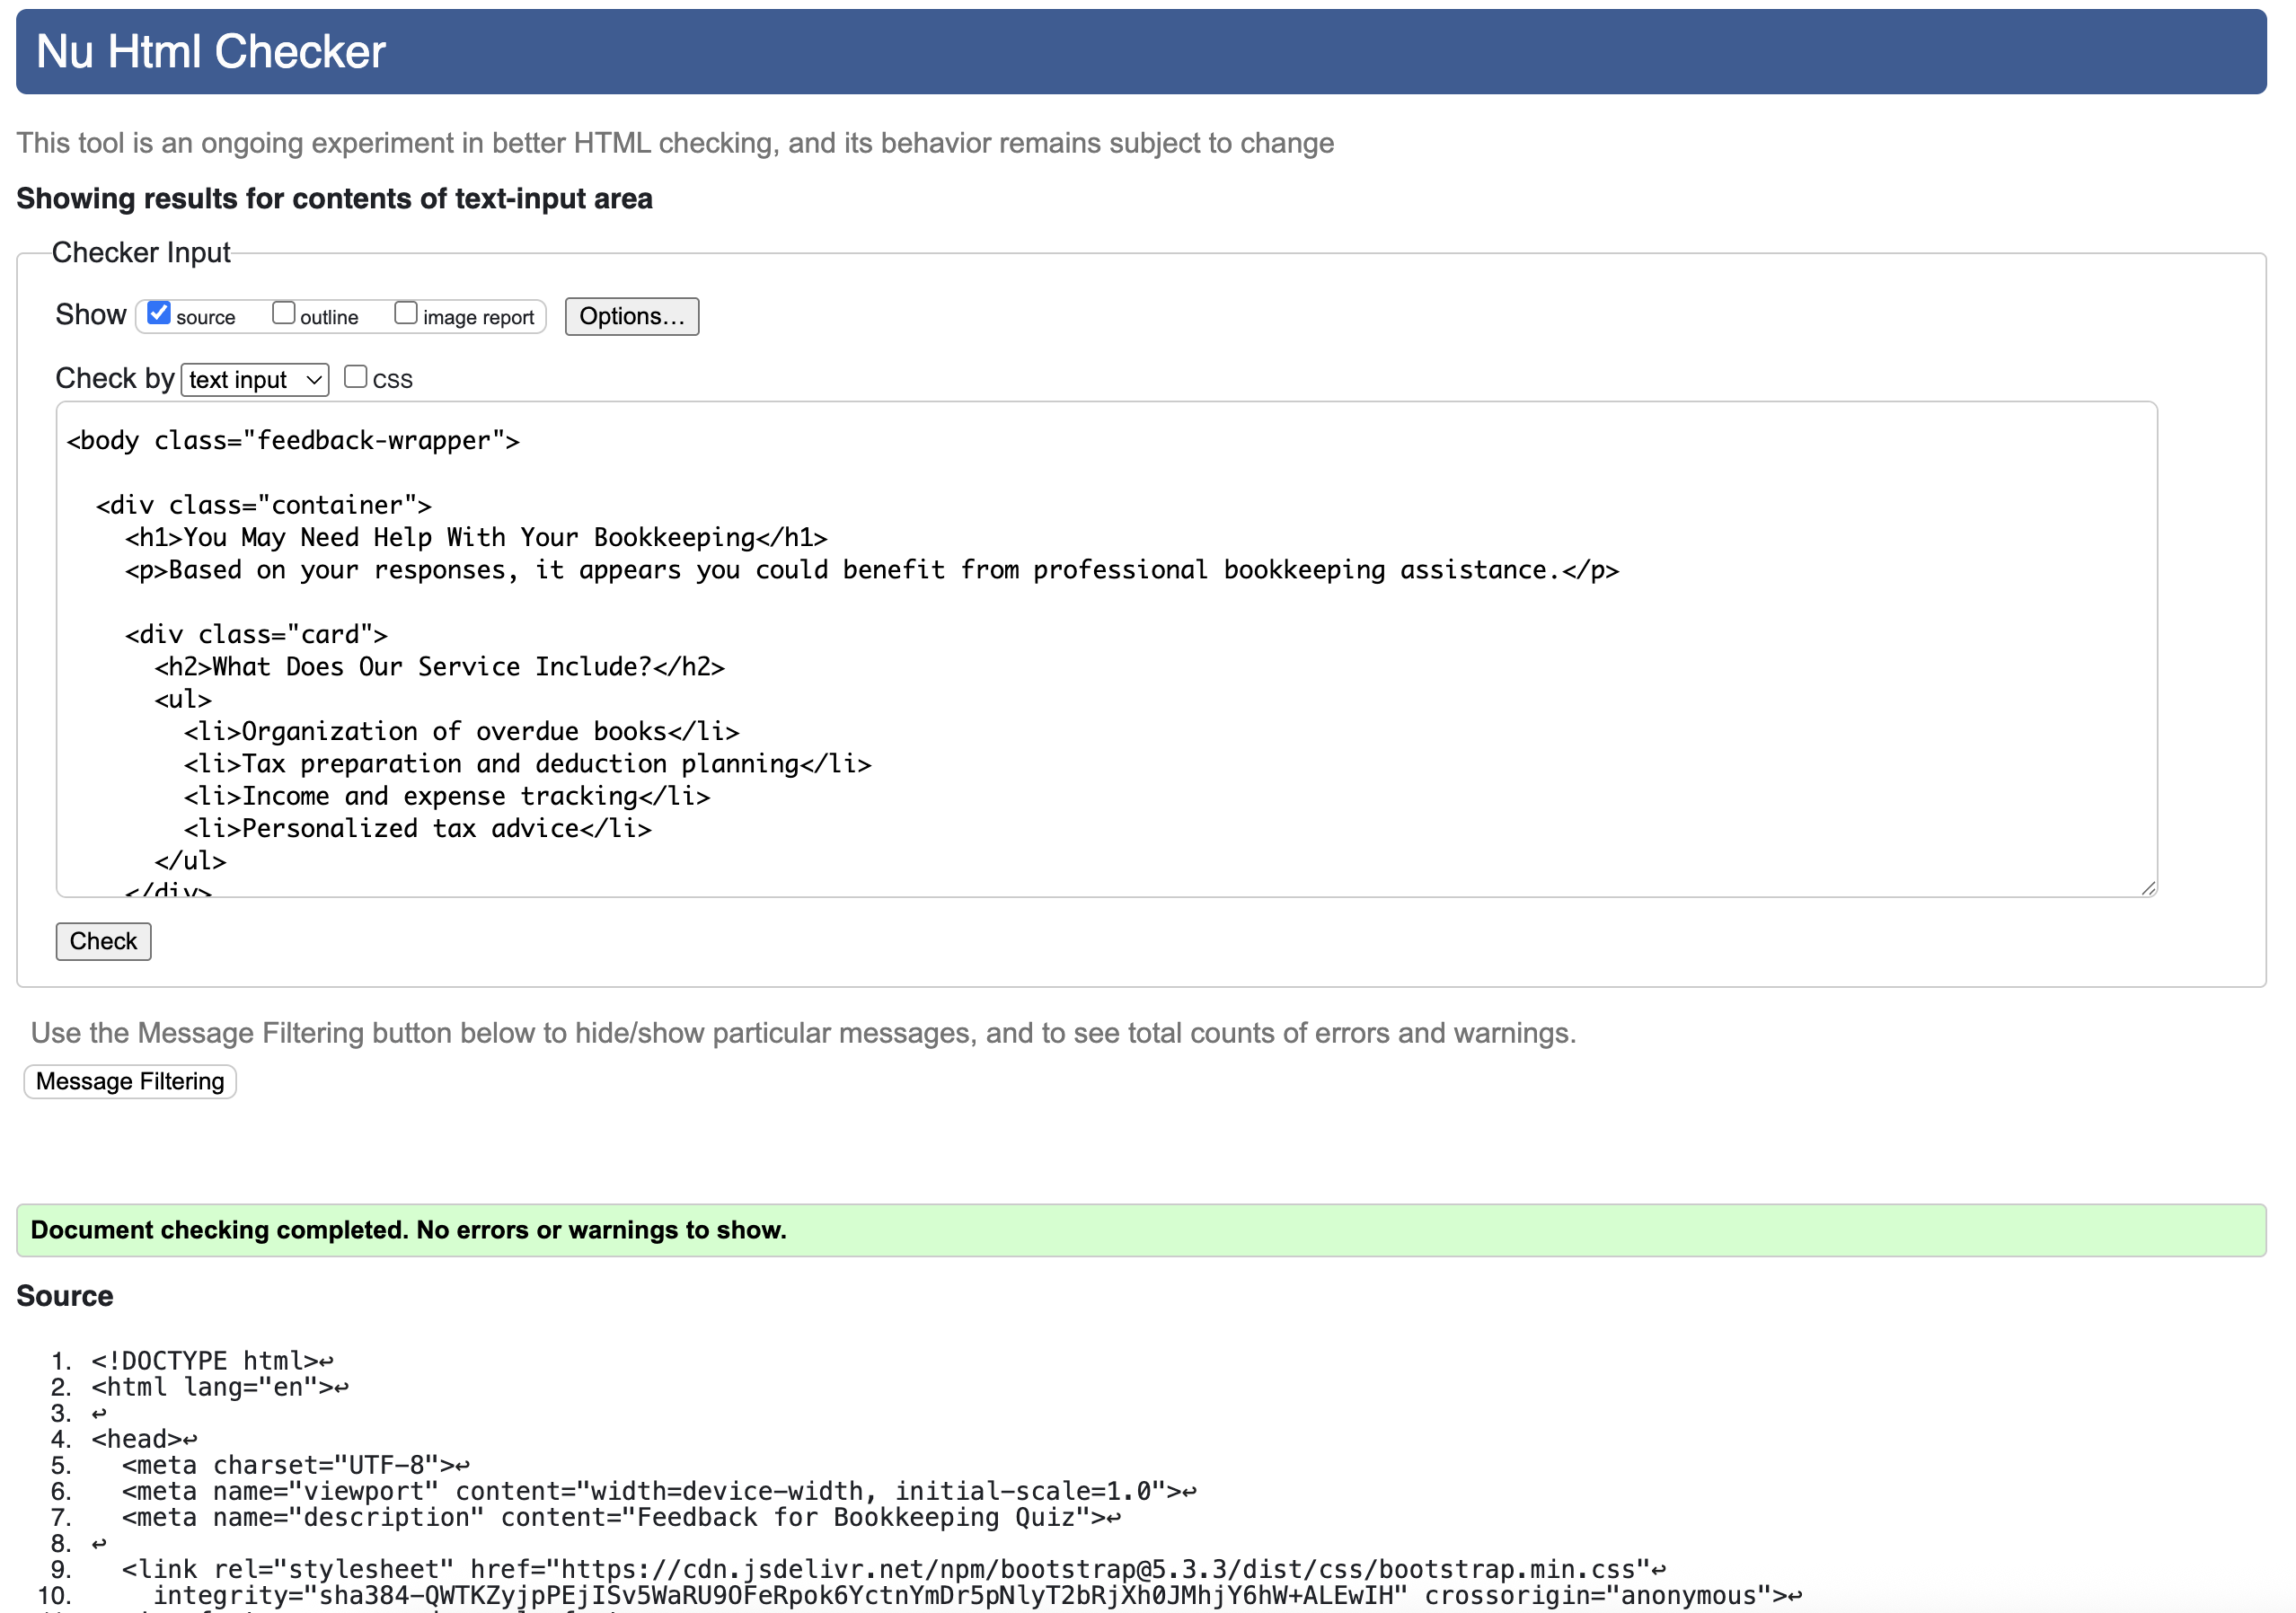 Nu Html Checker
This tool is an ongoing experiment in better HTML checking, and its behavior remains subject to change
Showing results for contents of text-input area
Checker Input
Show source outline image report Options…
Check by text input CSS
<body class="feedback-wrapper">
<div class="container">
<h1>You May Need Help With Your Bookkeeping</h1>
<p>Based on your responses, it appears you could benefit from professional bookkeeping assistance.</p>
<div class="card">
<h2>What Does Our Service Include?</h2>
<ul>
<li>Organization of overdue books</li>
<li>Tax preparation and deduction planning</li>
<li>Income and expense tracking</li>
<li>Personalized tax advice</li>
</ul>
</div>
Check
Use the Message Filtering button below to hide/show particular messages, and to see total counts of errors and warnings.
Message Filtering
Document checking completed. No errors or warnings to show.
Source
1. <!DOCTYPE html>↩
2. <html lang="en">↩
3. ↩
4. <head>↩
5. <meta charset="UTF-8">↩
6. <meta name="viewport" content="width=device-width, initial-scale=1.0">↩
7. <meta name="description" content="Feedback for Bookkeeping Quiz">↩
8. ↩
9. <link rel="stylesheet" href="https://cdn.jsdelivr.net/npm/bootstrap@5.3.3/dist/css/bootstrap.min.css"↩
10. integrity="sha384-QWTKZyjpPEjISv5WaRU9OFeRpok6YctnYmDr5pNlyT2bRjXh0JMhjY6hW+ALEwIH" crossorigin="anonymous">↩